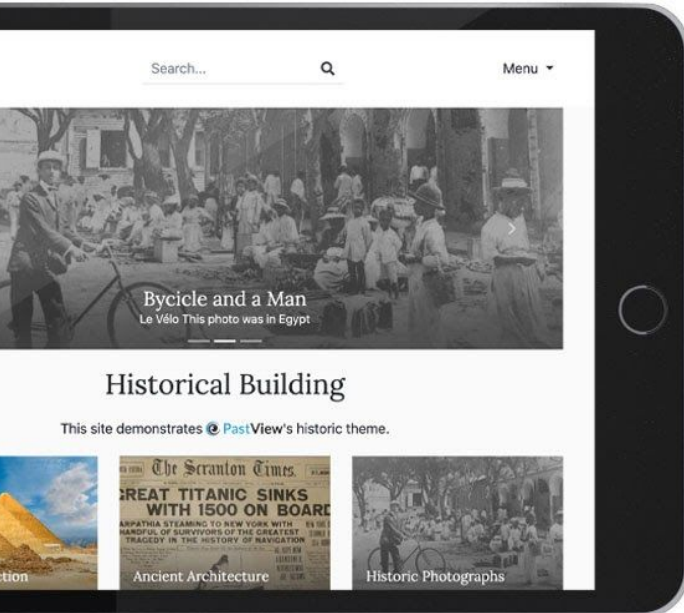 Search...
Menu
Bycicle and a Man
Le Vélo This photo was in Egypt
Historical Building
This site demonstrates PastView's historic theme.
The Scranton Times.
GREAT TITANIC SINKS
WITH 1500 ON BOARD
CARPATHIA STEAMING TO NEW YORK WITH
HANDFUL OF SURVIVORS OF THE GREATEST
TRAGEDY IN THE HISTORY OF NAVIGATION
ction
Ancient Architecture
Historic Photographs